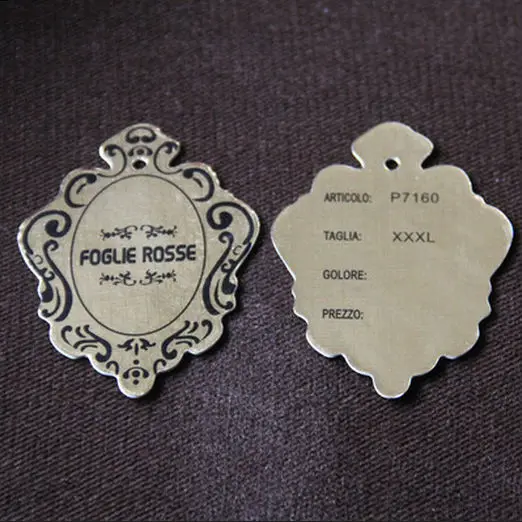 FOGLIE ROSSE
ARTICOLO: P7160
TAGLIA: XXXL
GOLORE:
PREZZO: